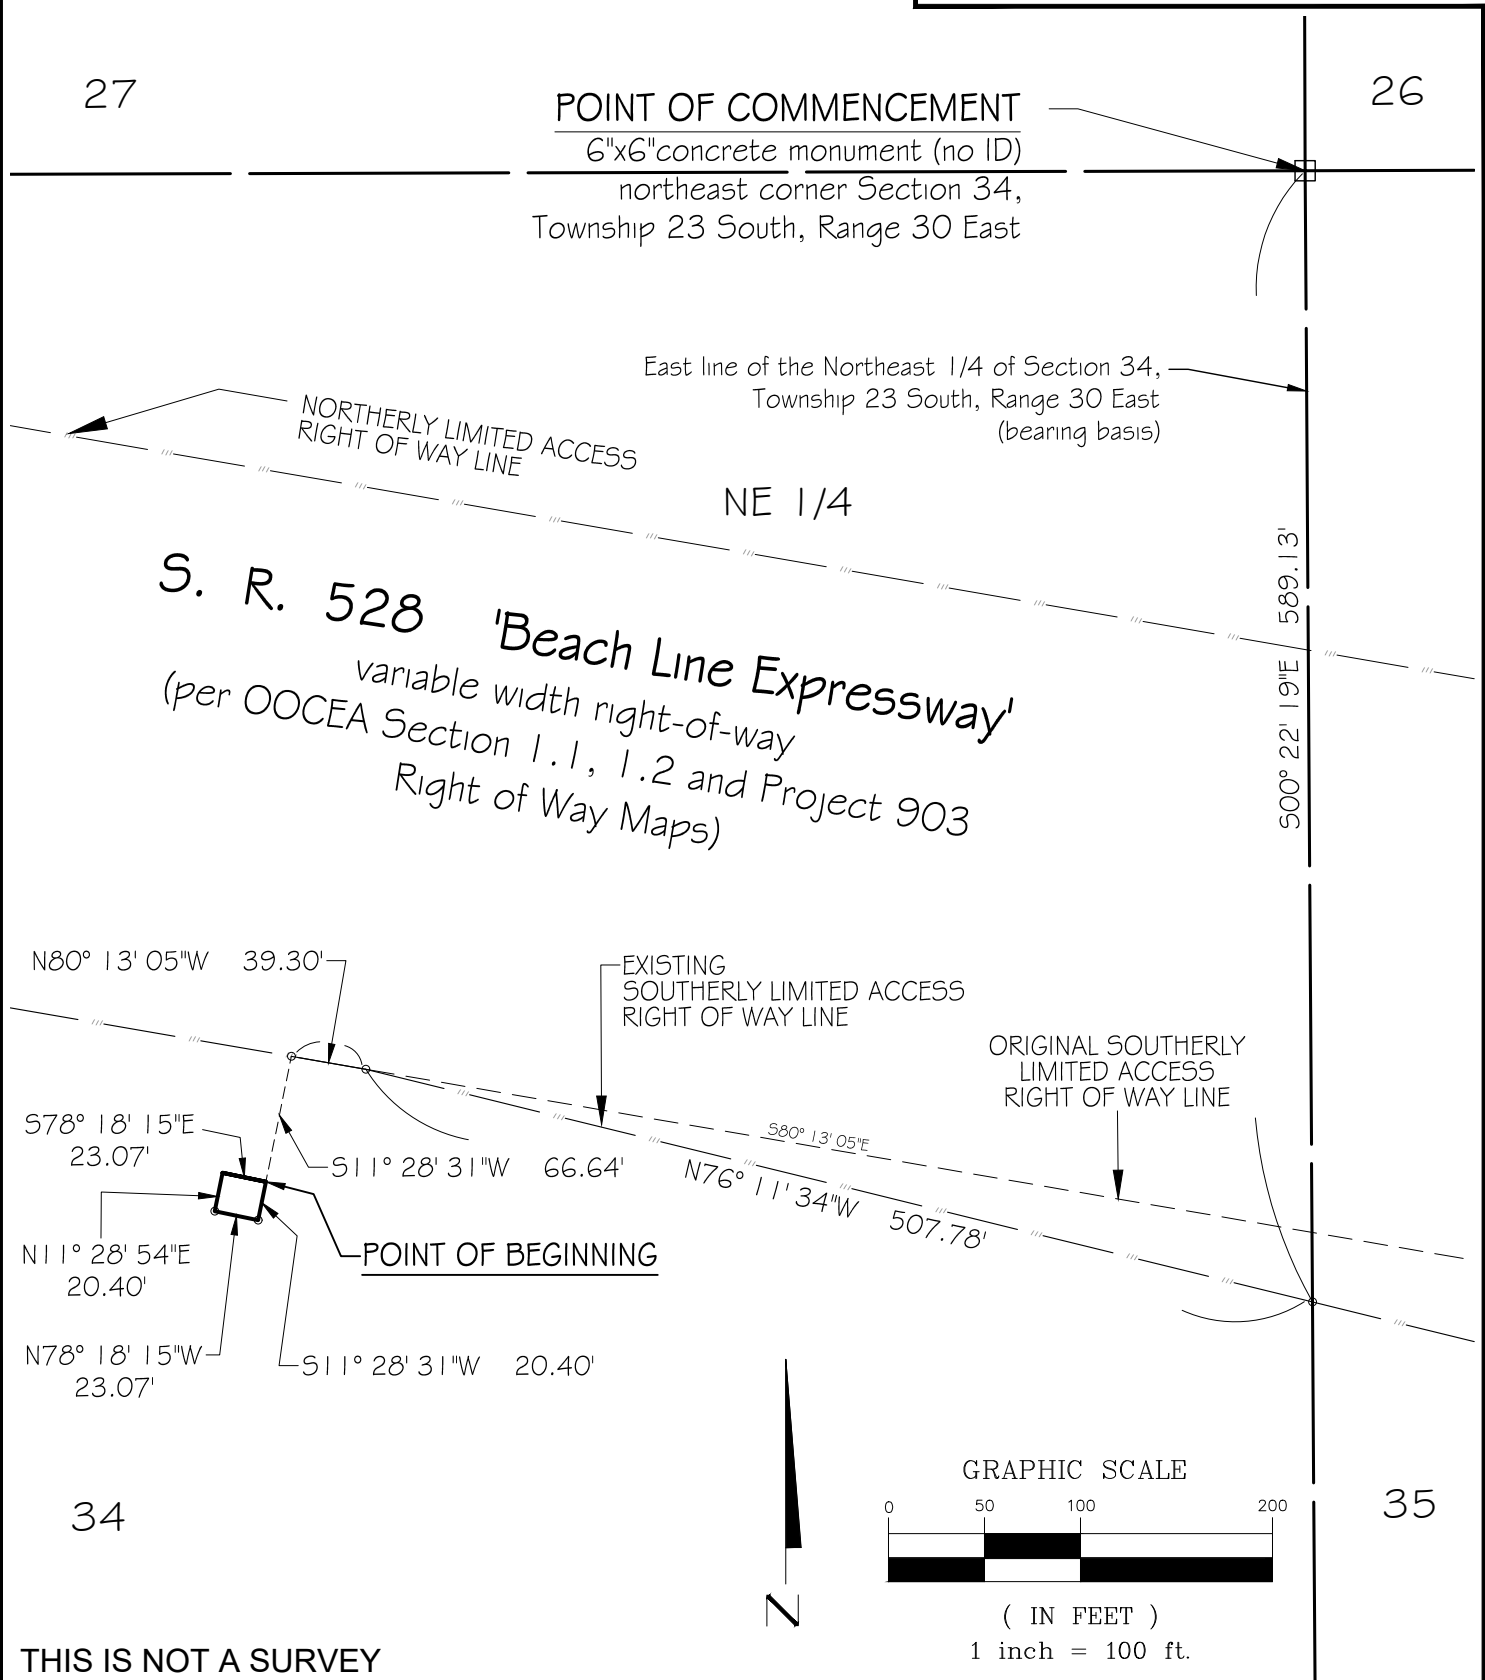 27
26
POINT OF COMMENCEMENT
6"x6"concrete monument (no ID)
northeast corner Section 34,
Township 23 South, Range 30 East
East line of the Northeast 1/4 of Section 34,
Township 23 South, Range 30 East
(bearing basis)
NORTHERLY LIMITED ACCESS
RIGHT OF WAY LINE
NE 1/4
S00° 22' 19"E 589.13'
S. R. 528 'Beach Line Expressway'
variable width right-of-way
(per OOCEA Section 1.1, 1.2 and Project 903
Right of Way Maps)
N80° 13' 05"W 39.30'
EXISTING
SOUTHERLY LIMITED ACCESS
RIGHT OF WAY LINE
ORIGINAL SOUTHERLY
LIMITED ACCESS
RIGHT OF WAY LINE
S78° 18' 15"E
23.07'
S80° 13' 05"E
S11° 28' 31"W 66.64'
N76° 11' 34"W 507.78'
N11° 28' 54"E
20.40'
POINT OF BEGINNING
N78° 18' 15"W
23.07'
S11° 28' 31"W 20.40'
34
35
N
GRAPHIC SCALE
0 50 100 200
( IN FEET )
1 inch = 100 ft.
THIS IS NOT A SURVEY